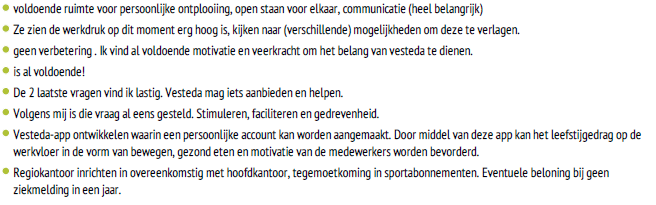 • voldoende ruimte voor persoonlijke ontplooiing, open staan voor elkaar, communicatie (heel belangrijk)
• Ze zien de werkdruk op dit moment erg hoog is, kijken naar (verschillende) mogelijkheden om deze te verlagen.
• geen verbetering . Ik vind al voldoende motivatie en veerkracht om het belang van vesteda te dienen.
• is al voldoende!
• De 2 laatste vragen vind ik lastig. Vesteda mag iets aanbieden en helpen.
• Volgens mij is die vraag al eens gesteld. Stimuleren, faciliteren en gedrevenheid.
• Vesteda-app ontwikkelen waarin een persoonlijke account kan worden aangemaakt. Door middel van deze app kan het leefstijlgedrag op de
werkvloer in de vorm van bewegen, gezond eten en motivatie van de medewerkers worden bevorderd.
• Regiokantoor inrichten in overeenkomstig met hoofdkantoor, tegemoetkoming in sportabonnementen. Eventuele beloning bij geen
ziekmelding in een jaar.